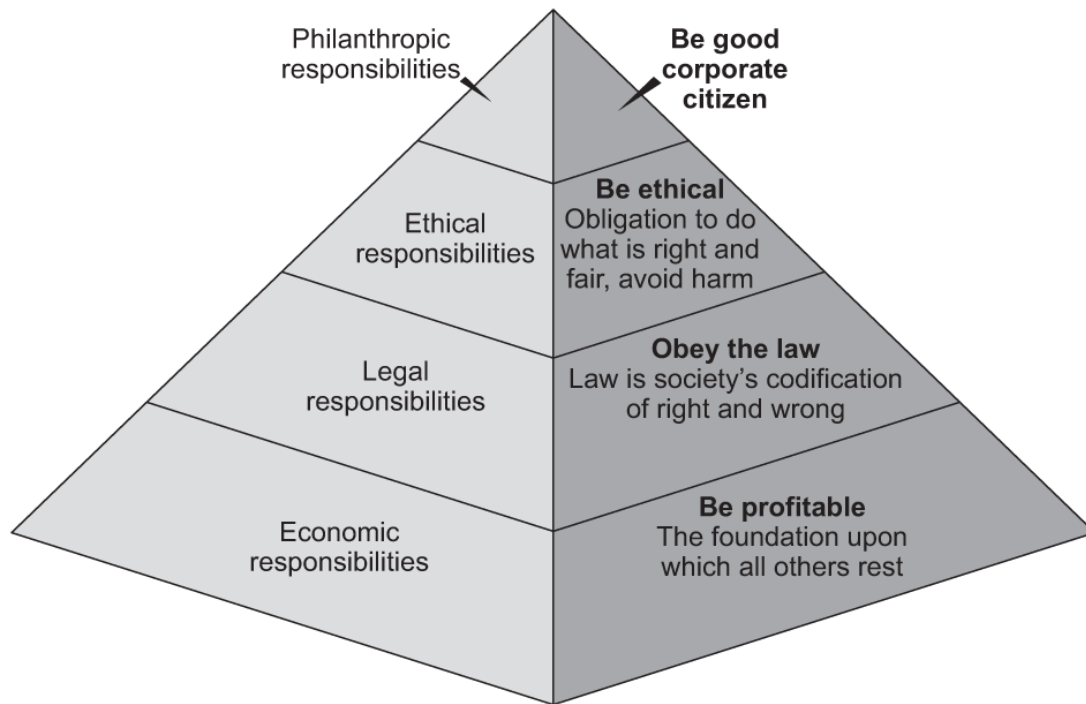 Philanthropic
responsibilities
Be good
corporate
citizen
Ethical
responsibilities
Be ethical
Obligation to do
what is right and
fair, avoid harm
Legal
responsibilities
Obey the law
Law is society’s codification
of right and wrong
Economic
responsibilities
Be profitable
The foundation upon
which all others rest